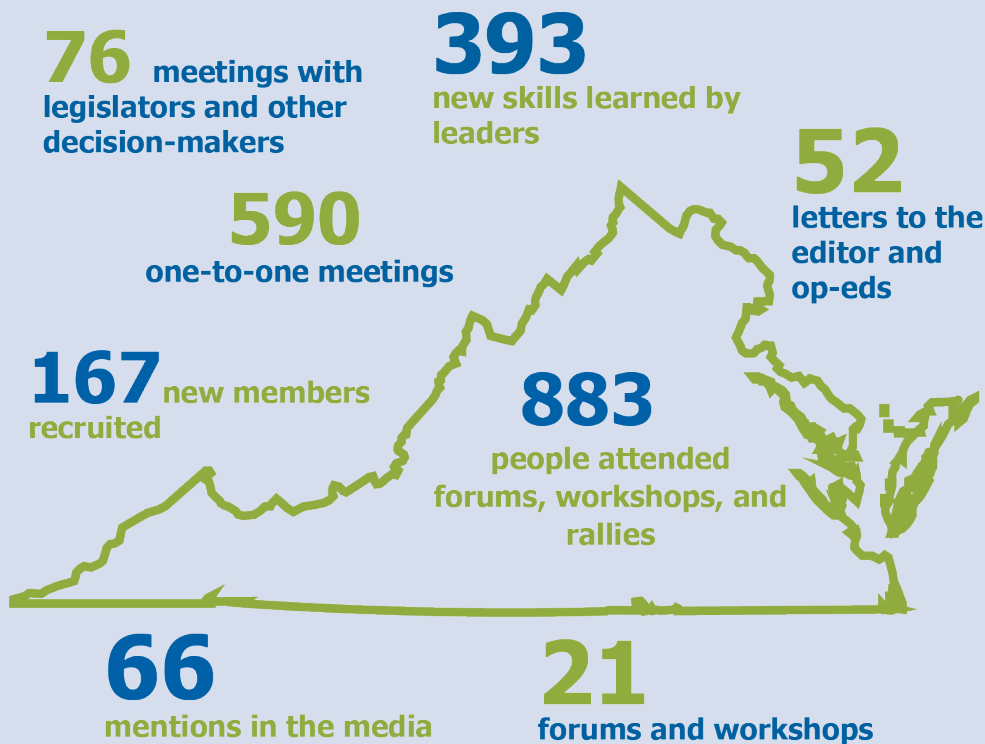 76 meetings with
legislators and other
decision-makers
393
new skills learned by
leaders
52
letters to the
editor and
op-eds
590
one-to-one meetings
167 new members
recruited
883
people attended
forums, workshops, and
rallies
66
mentions in the media
21
forums and workshops